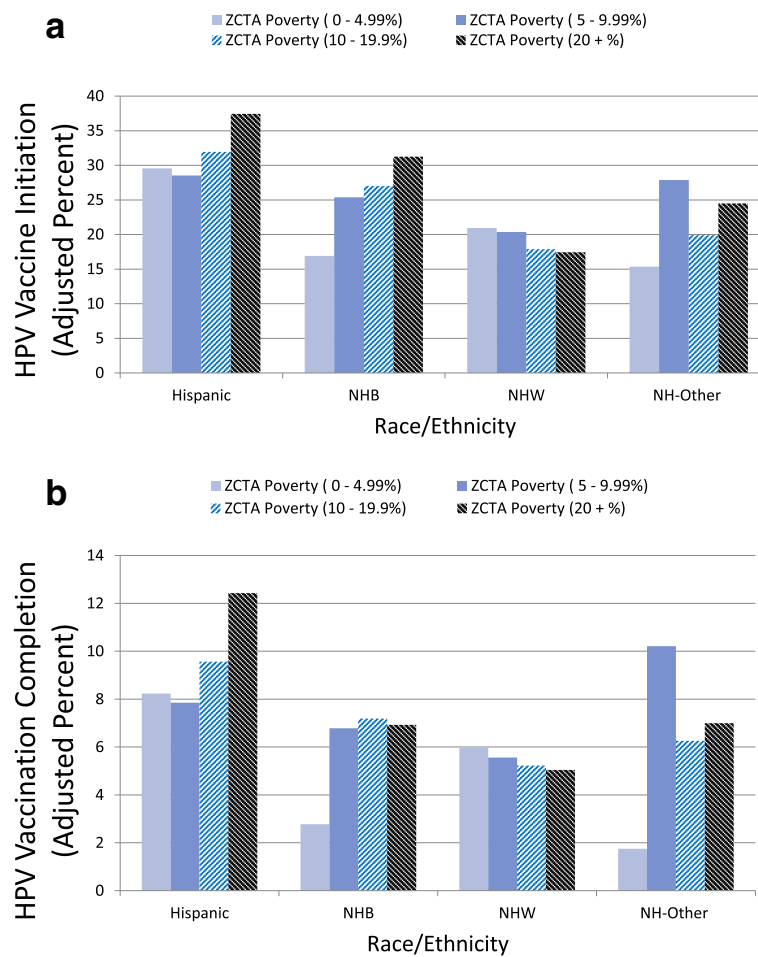 a
ZCTA Poverty ( 0 - 4.99%) ZCTA Poverty ( 5 - 9.99%)
ZCTA Poverty (10 - 19.9%) ZCTA Poverty (20 + %)
HPV Vaccine Initiation
(Adjusted Percent)
40
35
30
25
20
15
10
5
0
Hispanic NHB NHW NH-Other
Race/Ethnicity
b
ZCTA Poverty ( 0 - 4.99%) ZCTA Poverty ( 5 - 9.99%)
ZCTA Poverty (10 - 19.9%) ZCTA Poverty (20 + %)
HPV Vaccination Completion
(Adjusted Percent)
14
12
10
8
6
4
2
0
Hispanic NHB NHW NH-Other
Race/Ethnicity